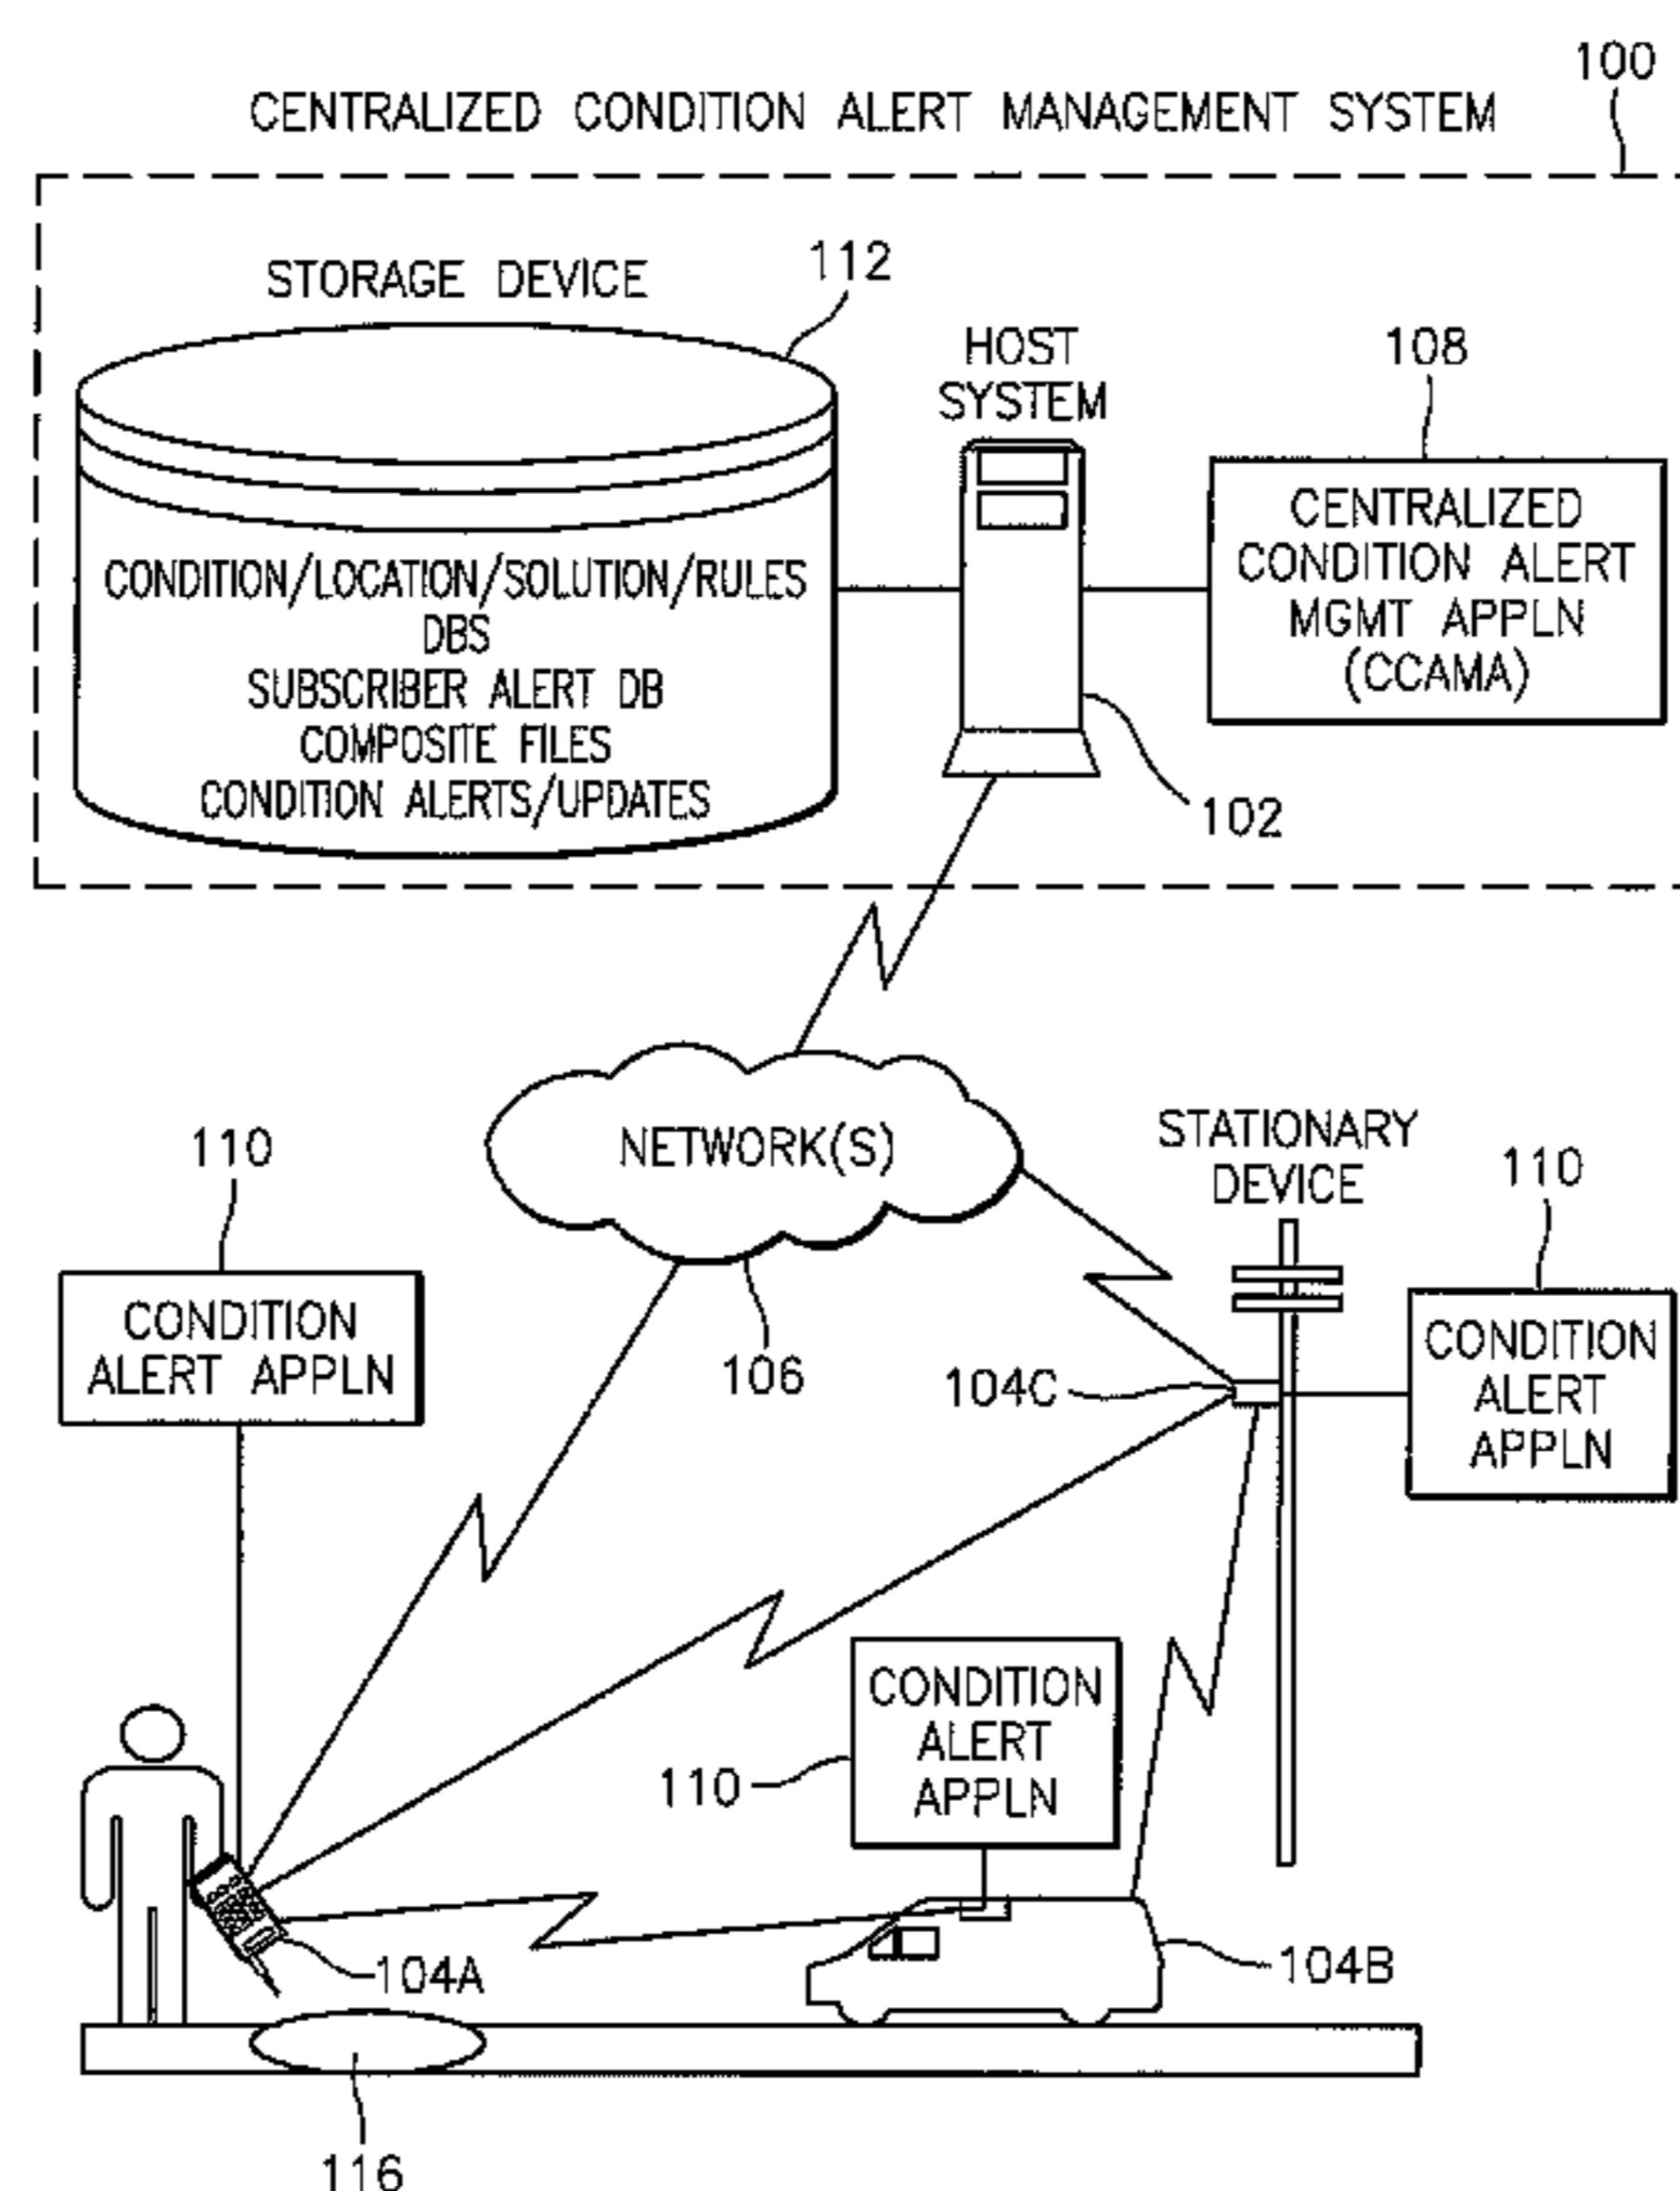 100
CENTRALIZED CONDITION ALERT MANAGEMENT SYSTEM
STORAGE DEVICE
112
HOST
SYSTEM
108
CENTRALIZED
CONDITION ALERT
MGMT APPLN
(CCAMA)
CONDITION/LOCATION/SOLUTION/RULES
DBS
SUBSCRIBER ALERT DB
COMPOSITE FILES
CONDITION ALERTS/UPDATES
102
NETWORK(S)
106
STATIONARY
DEVICE
110
CONDITION
ALERT APPLN
110
CONDITION
ALERT
APPLN
104C
110
CONDITION
ALERT
APPLN
104A
104B
116